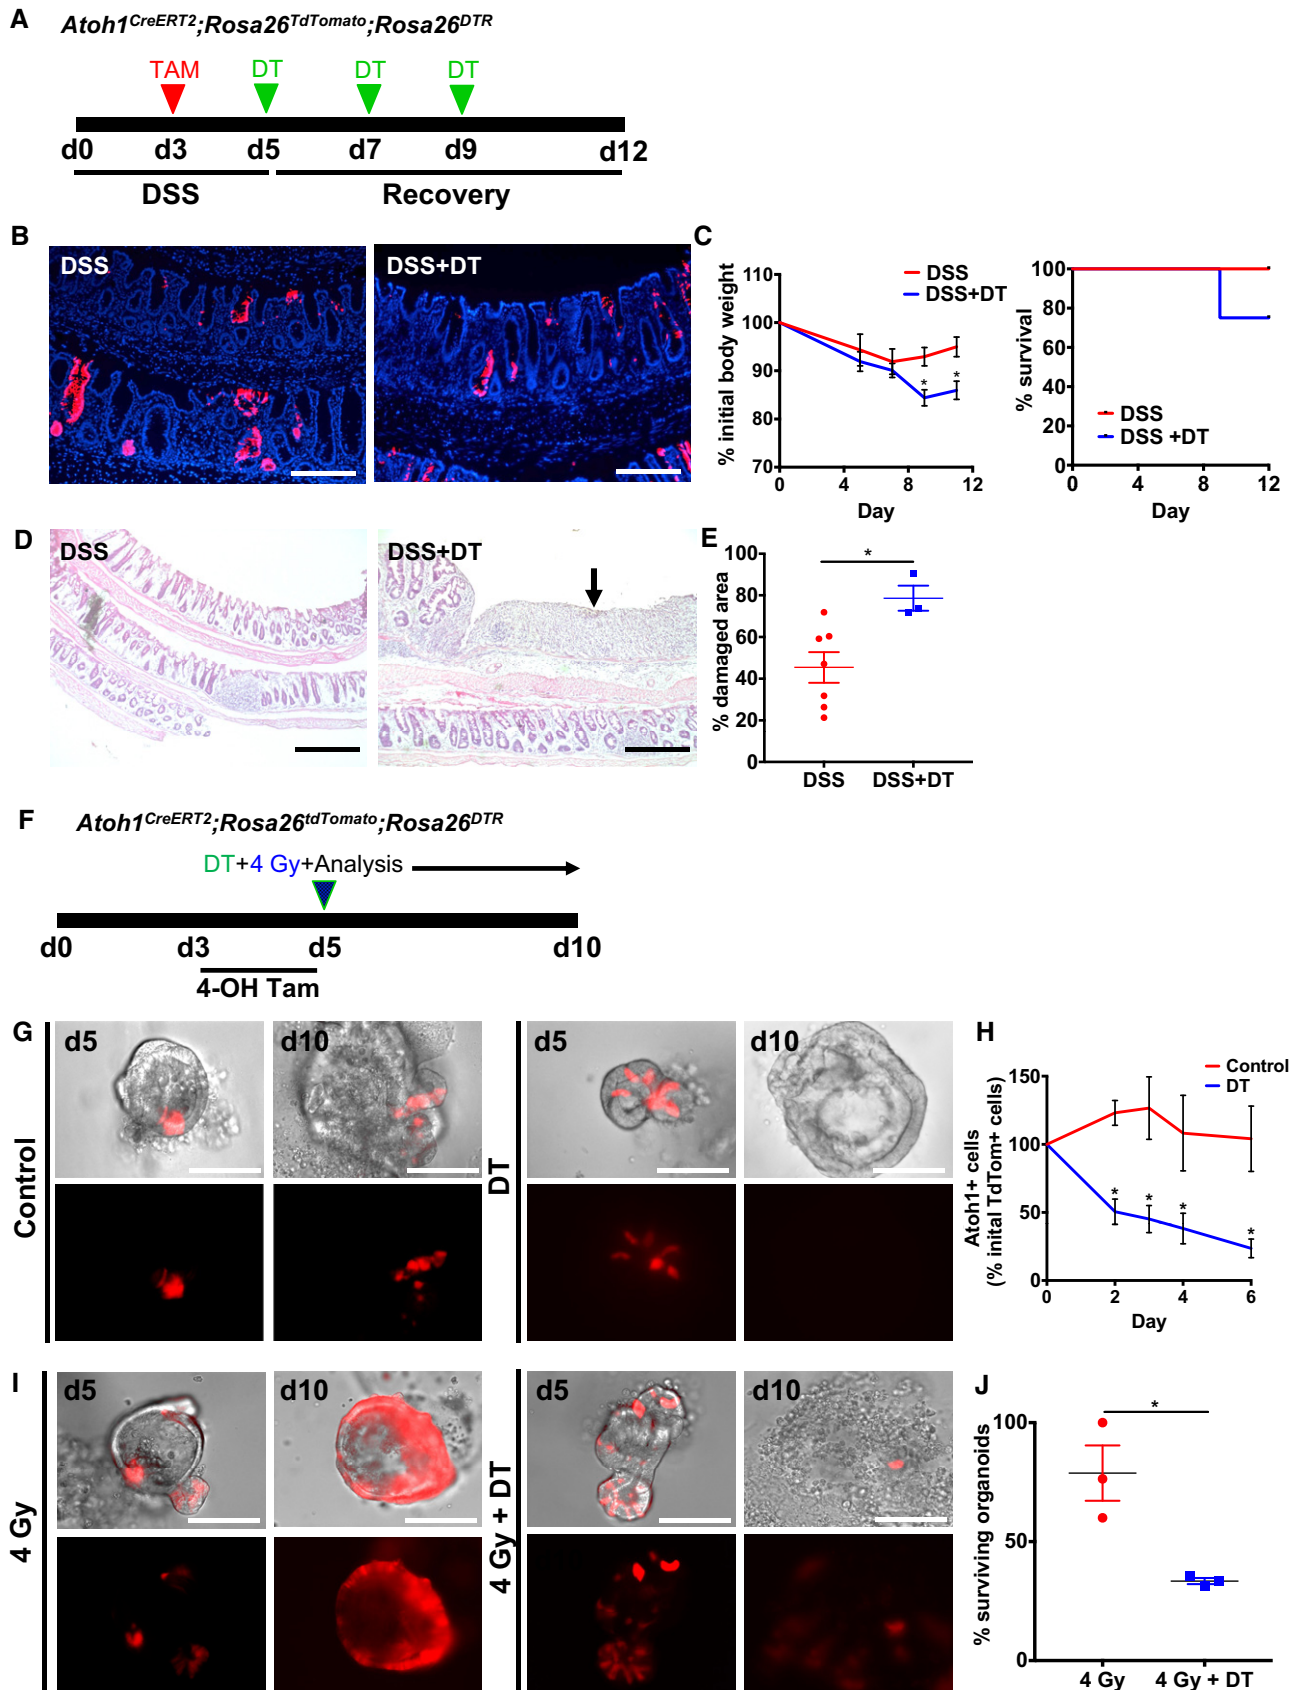 A
Atoh1CreERT2;Rosa26TdTomato;Rosa26DTR
TAM DT DT DT
d0 d3 d5 d7 d9 d12
DSS Recovery
B
DSS
DSS+DT
C
% initial body weight
110
100
90
80
70
0 4 8 12
Day
DSS
DSS+DT
* *
% survival
100
80
60
40
20
0
0 4 8 12
Day
DSS
DSS +DT
D
DSS
DSS+DT
E
% damaged area
100
80
60
40
20
0
*
DSS DSS+DT
F
Atoh1CreERT2;Rosa26tdTomato;Rosa26DTR
DT+4 Gy+Analysis
d0 d3 d5 d10
4-OH Tam
G
Control
d5
d10
DT
d5
d10
H
Control
DT
Atoh1+ cells
(% inital TdTom+ cells)
150
100
50
0
* * * *
0 2 4 6
Day
I
4 Gy
d5
d10
4 Gy + DT
d5
d10
J
% surviving organoids
100
50
0
*
4 Gy 4 Gy + DT